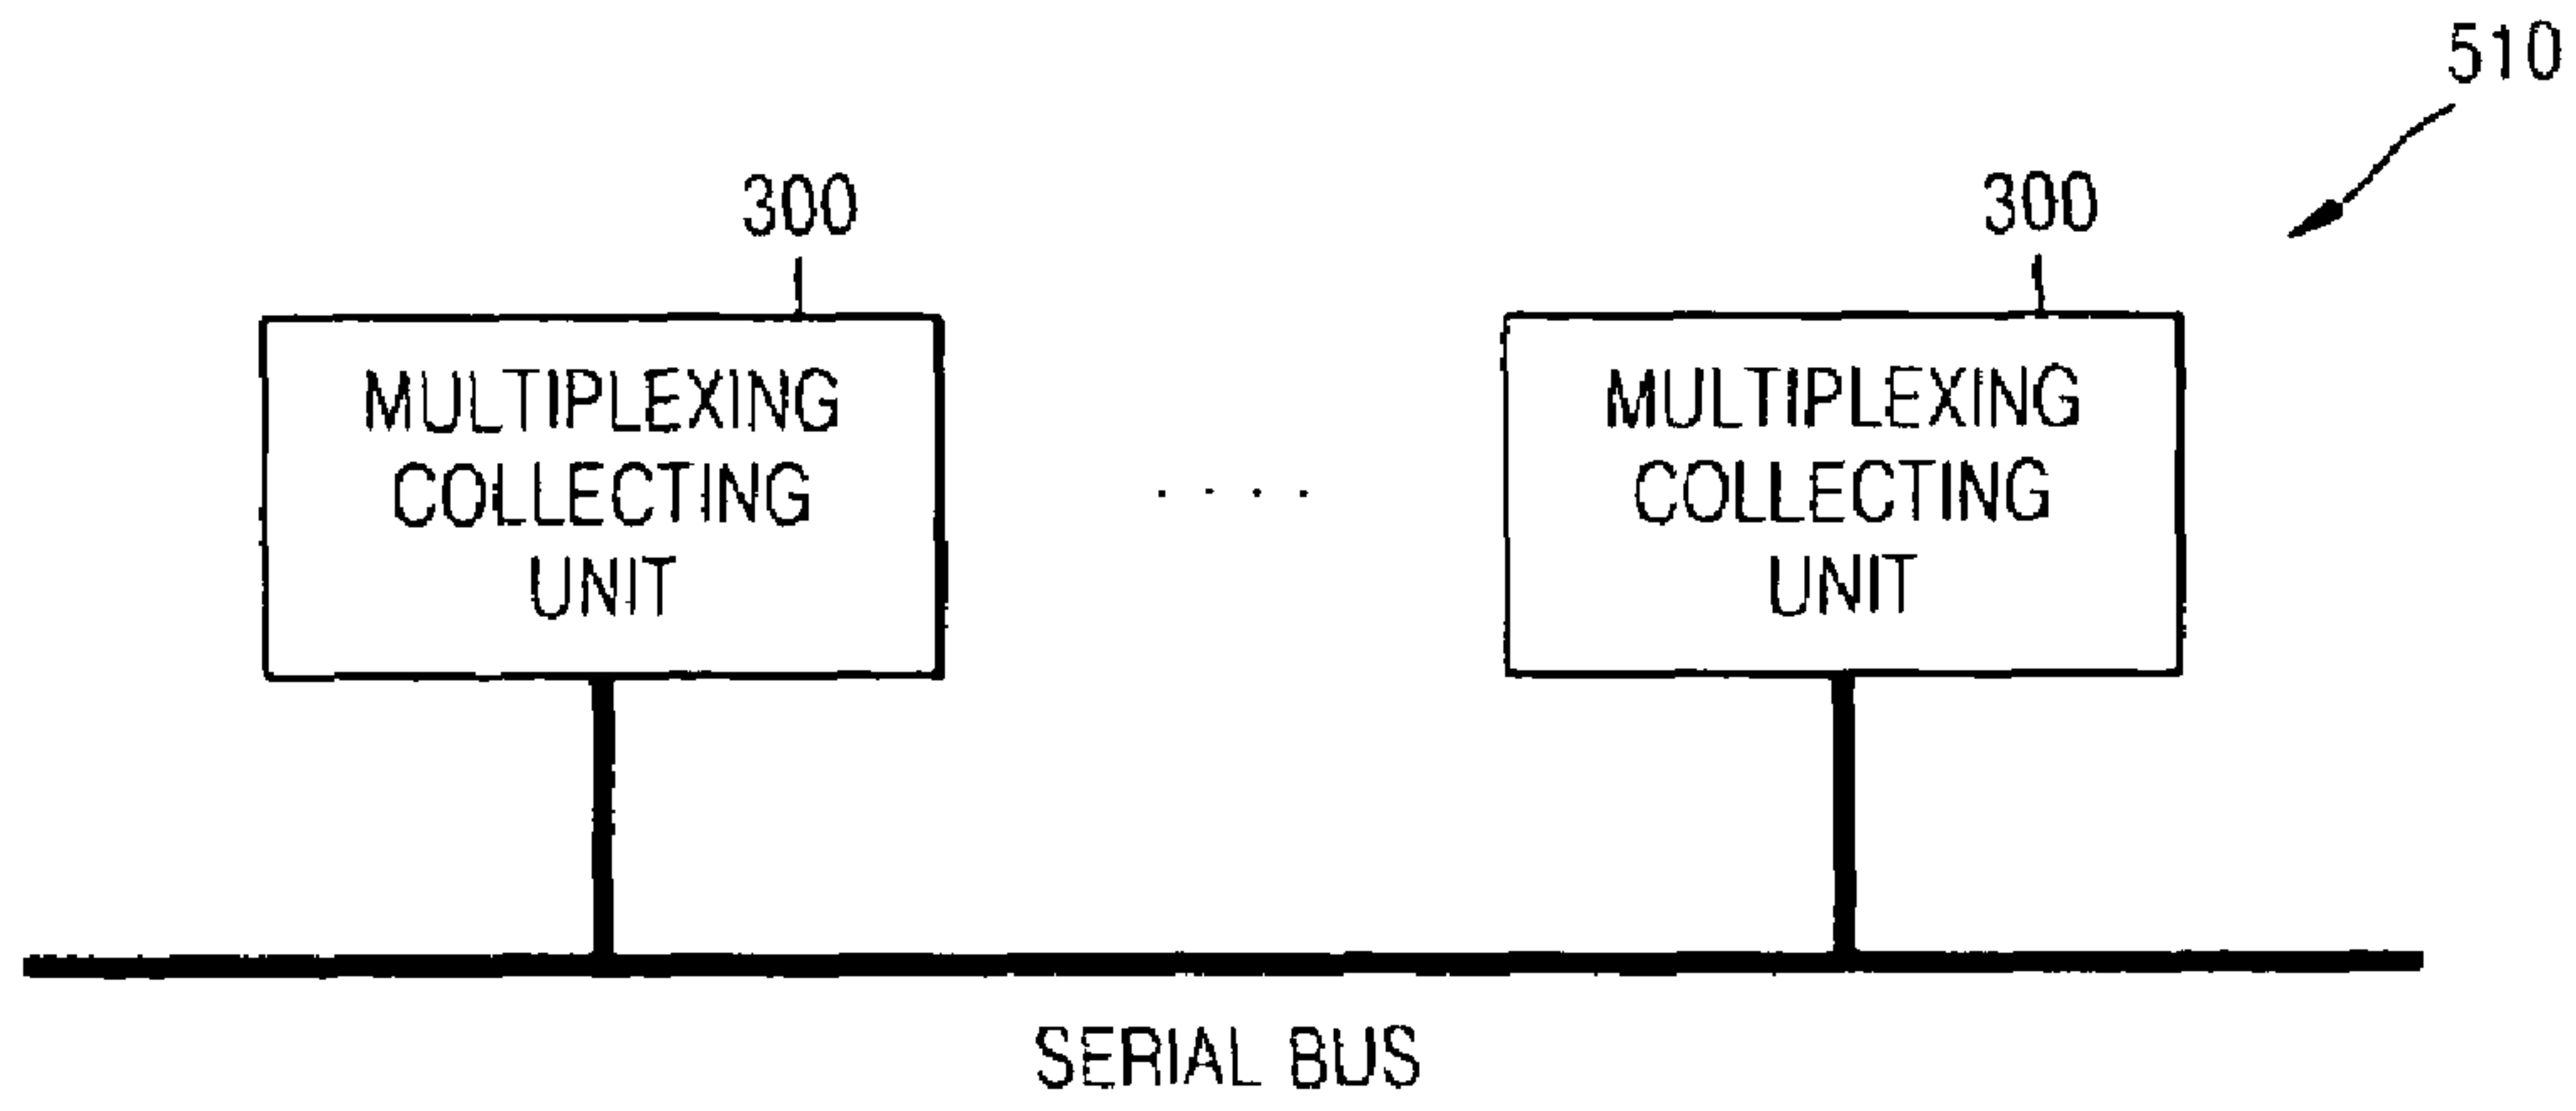 510
300
300
MULTIPLEXING
COLLECTING
UNIT
. . . .
MULTIPLEXING
COLLECTING
UNIT
SERIAL BUS